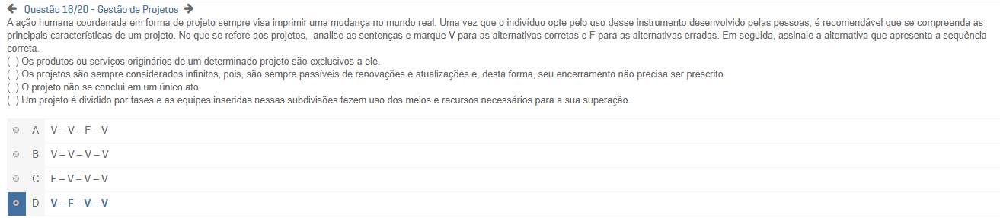 Questão 16/20 - Gestão de Projetos
A ação humana coordenada em forma de projeto sempre visa imprimir uma mudança no mundo real. Uma vez que o indivíduo opte pelo uso desse instrumento desenvolvido pelas pessoas, é recomendável que se compreenda as
principais características de um projeto. No que se refere aos projetos, analise as sentenças e marque V para as alternativas corretas e F para as alternativas erradas. Em seguida, assinale a alternativa que apresenta a sequência
correta.
( ) Os produtos ou serviços originários de um determinado projeto são exclusivos a ele.
( ) Os projetos são sempre considerados infinitos, pois, são sempre passíveis de renovações e atualizações e, desta forma, seu encerramento não precisa ser prescrito.
( ) O projeto não se conclui em um único ato.
( ) Um projeto é dividido por fases e as equipes inseridas nessas subdivisões fazem uso dos meios e recursos necessários para a sua superação.
A V – V – F – V
B V – V – V – V
C F – V – V – V
D V – F – V – V